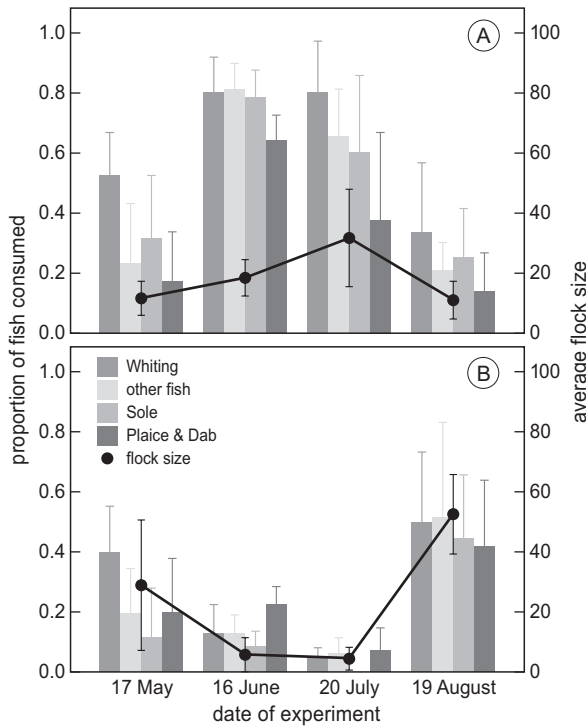 A
1.0
0.8
0.6
0.4
0.2
0.0
100
80
60
40
20
0
B
Whiting
other fish
Sole
Plaice & Dab
flock size
1.0
0.8
0.6
0.4
0.2
0.0
100
80
60
40
20
0
proportion of fish consumed
average flock size
17 May 16 June 20 July 19 August
date of experiment